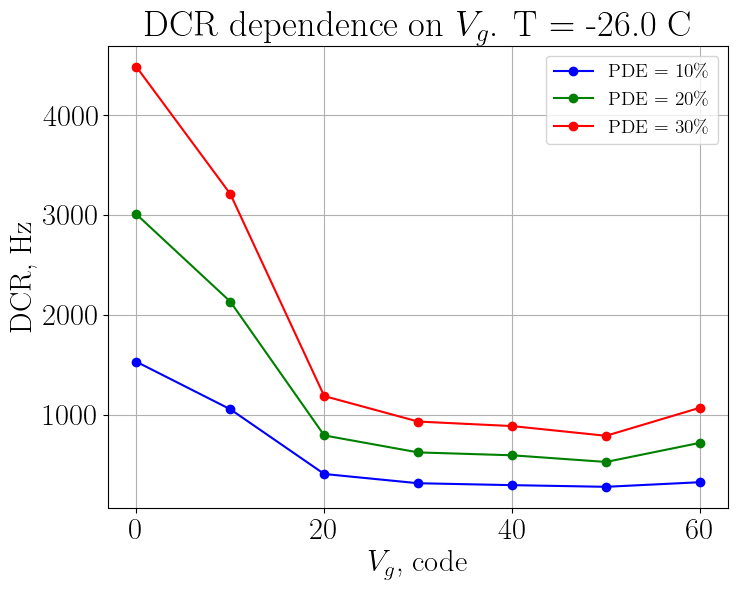 DCR dependence on V_g. T = -26.0 C
PDE = 10%
PDE = 20%
PDE = 30%
4000
3000
2000
1000
DCR, Hz
0
20
40
60
V_g, code